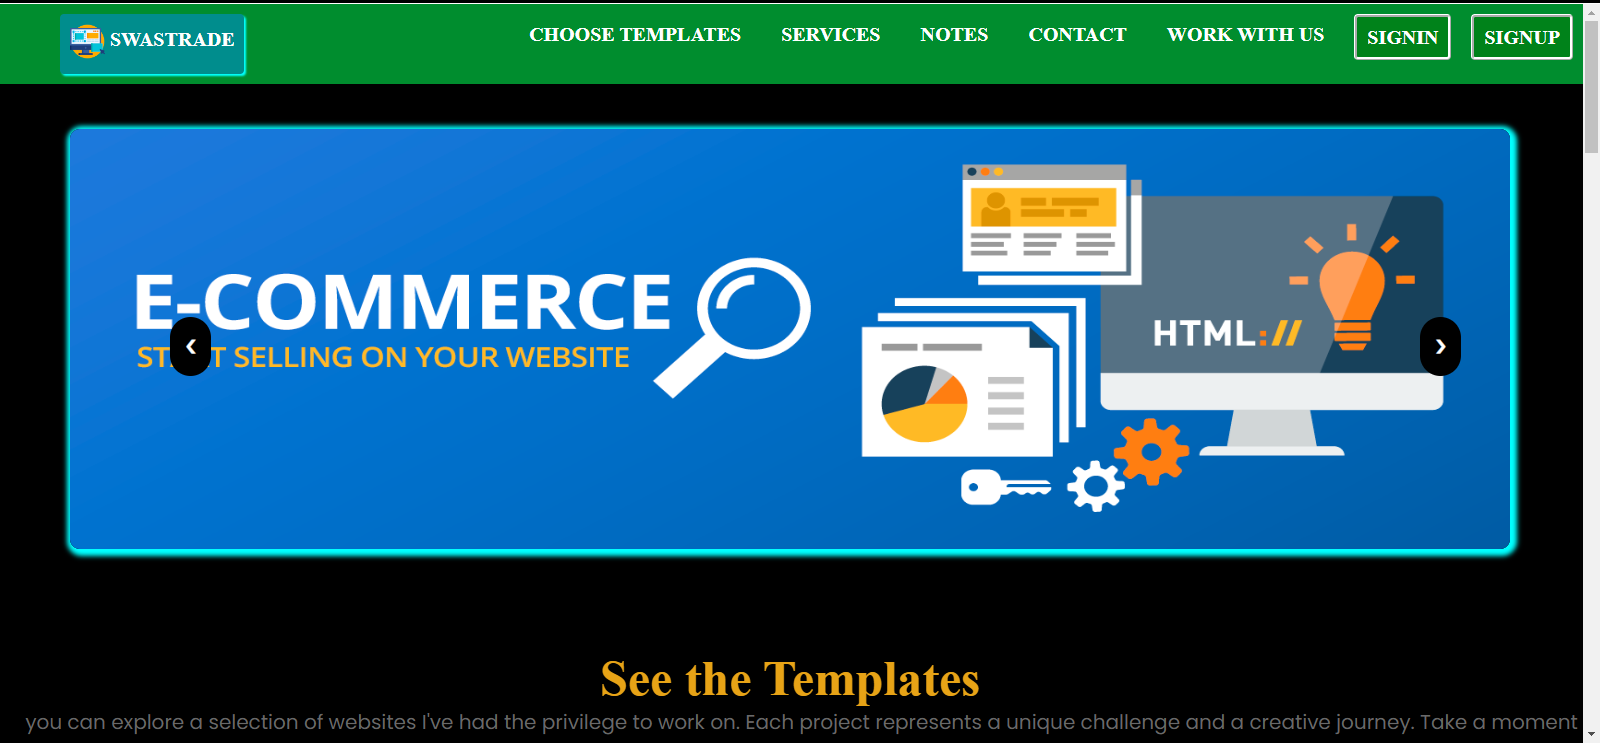 SWASTRADE
CHOOSE TEMPLATES SERVICES NOTES CONTACT WORK WITH US SIGNIN SIGNUP
E-COMMERCE
SELLING ON YOUR WEBSITE
HTML://
See the Templates
you can explore a selection of websites I've had the privilege to work on. Each project represents a unique challenge and a creative journey. Take a moment